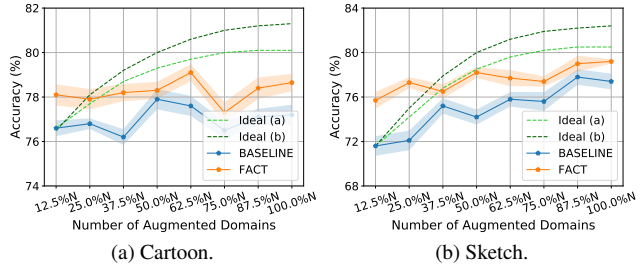 84
82
80
78
76
74
Accuracy (%)
Ideal (a)
Ideal (b)
BASELINE
FACT
12.5%N 25.0%N 37.5%N 50.0%N 62.5%N 75.0%N 87.5%N 100.0%N
Number of Augmented Domains
(a) Cartoon.
84
80
76
72
68
Accuracy (%)
Ideal (a)
Ideal (b)
BASELINE
FACT
12.5%N 25.0%N 37.5%N 50.0%N 62.5%N 75.0%N 87.5%N 100.0%N
Number of Augmented Domains
(b) Sketch.